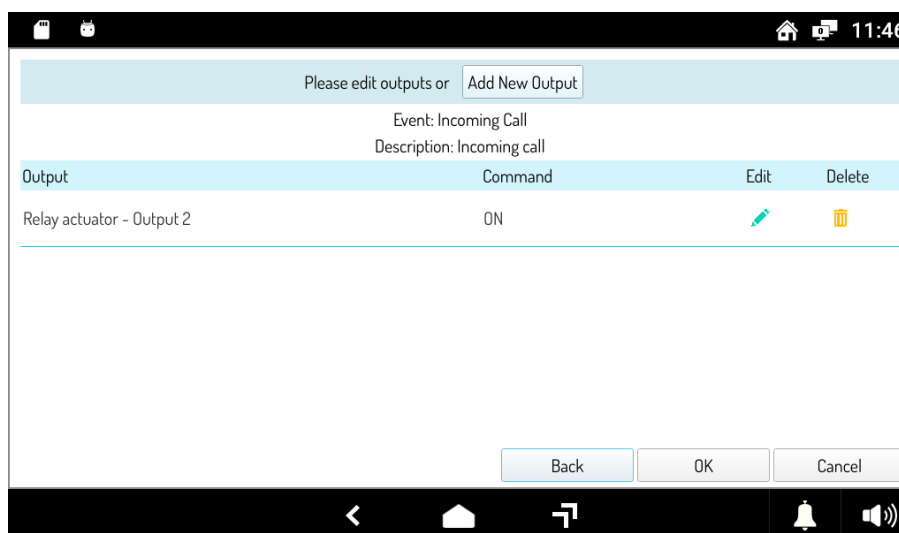 11:46
Please edit outputs or Add New Output
Event: Incoming Call
Description: Incoming call
Output Command Edit Delete
Relay actuator - Output 2 ON
Back OK Cancel